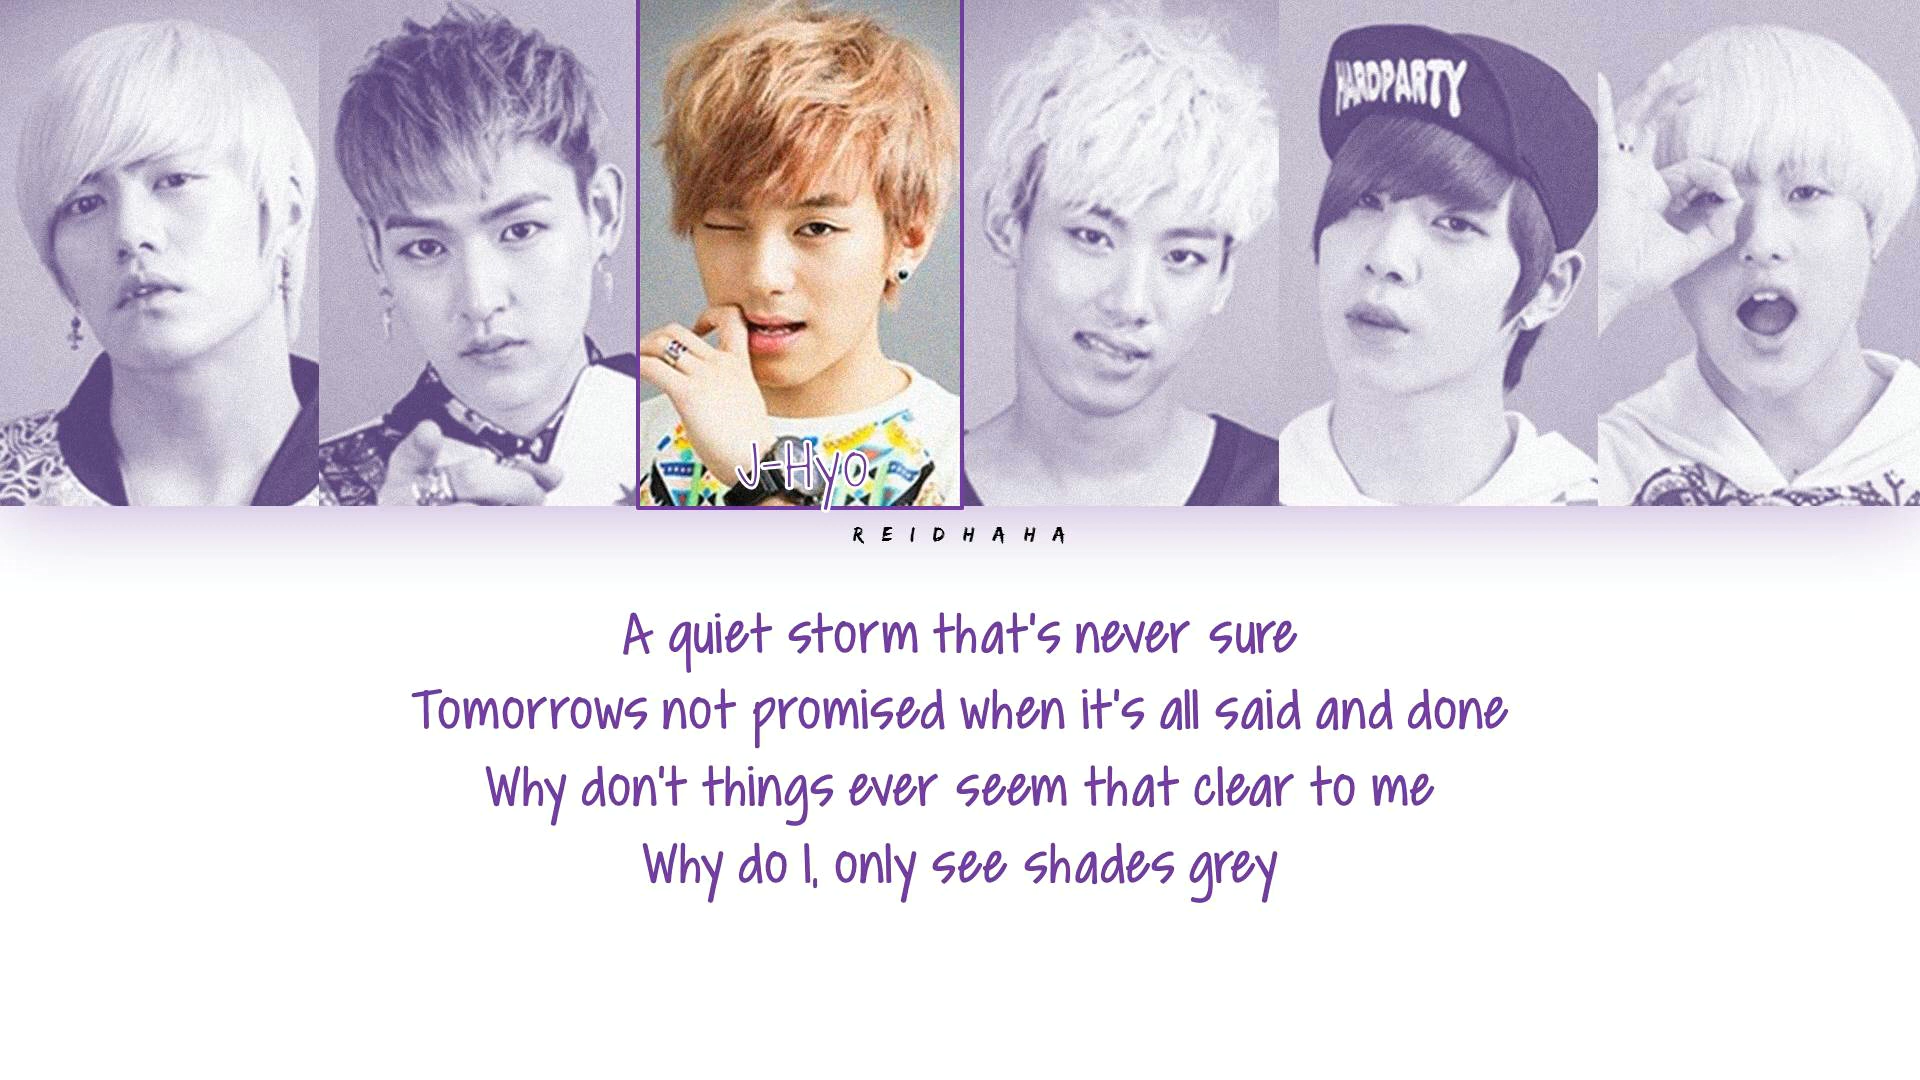 HARDPARTY
J-Hyo
REIDHAHA
A quiet storm that's never sure
Tomorrows not promised when it's all said and done
Why don't things ever seem that clear to me
Why do I, only see shades grey